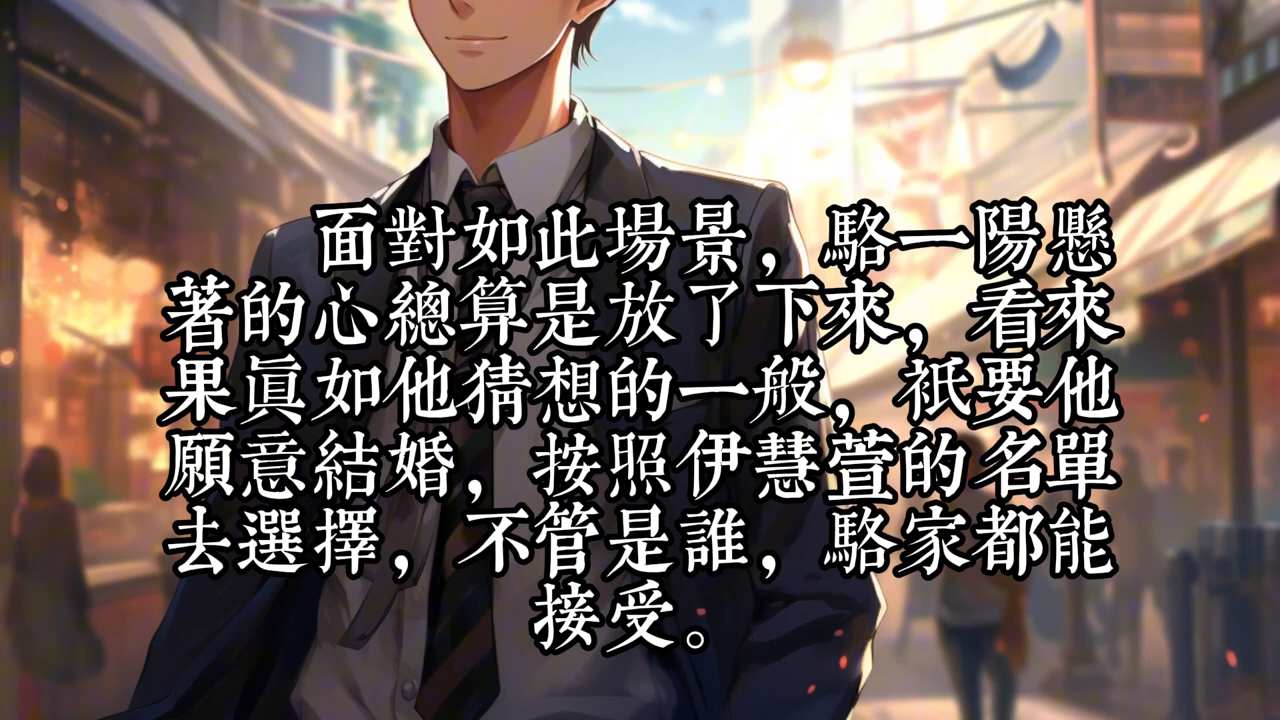 面對如此場景，駱一陽懸
著的心總算是放了下來，看來
果真如他猜想的一般，祇要他
願意結婚，按照伊慧萱的名單
去選擇，不管是誰，駱家都能
接受。